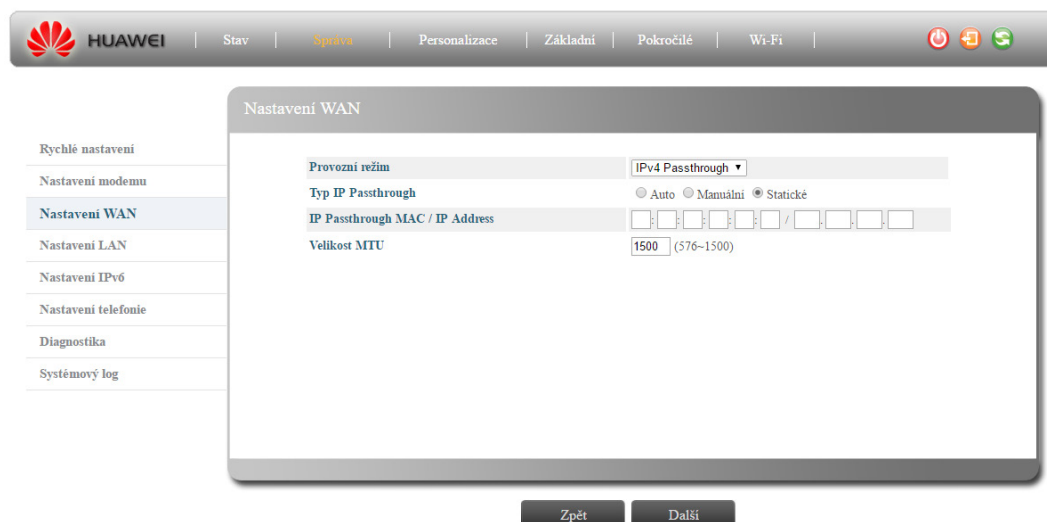 HUAWEI | Stav | Správa | Personalizace | Základní | Pokročilé | Wi-Fi |
Nastavení WAN
Rychlé nastavení
Nastavení modemu
Nastavení WAN
Nastavení LAN
Nastavení IPv6
Nastavení telefonie
Diagnostika
Systémový log
Provozní režim IPv4 Passthrough
Typ IP Passthrough Auto Manuální Statické
IP Passthrough MAC / IP Address : : : : : / . . .
Velikost MTU 1500 (576~1500)
Zpět Další